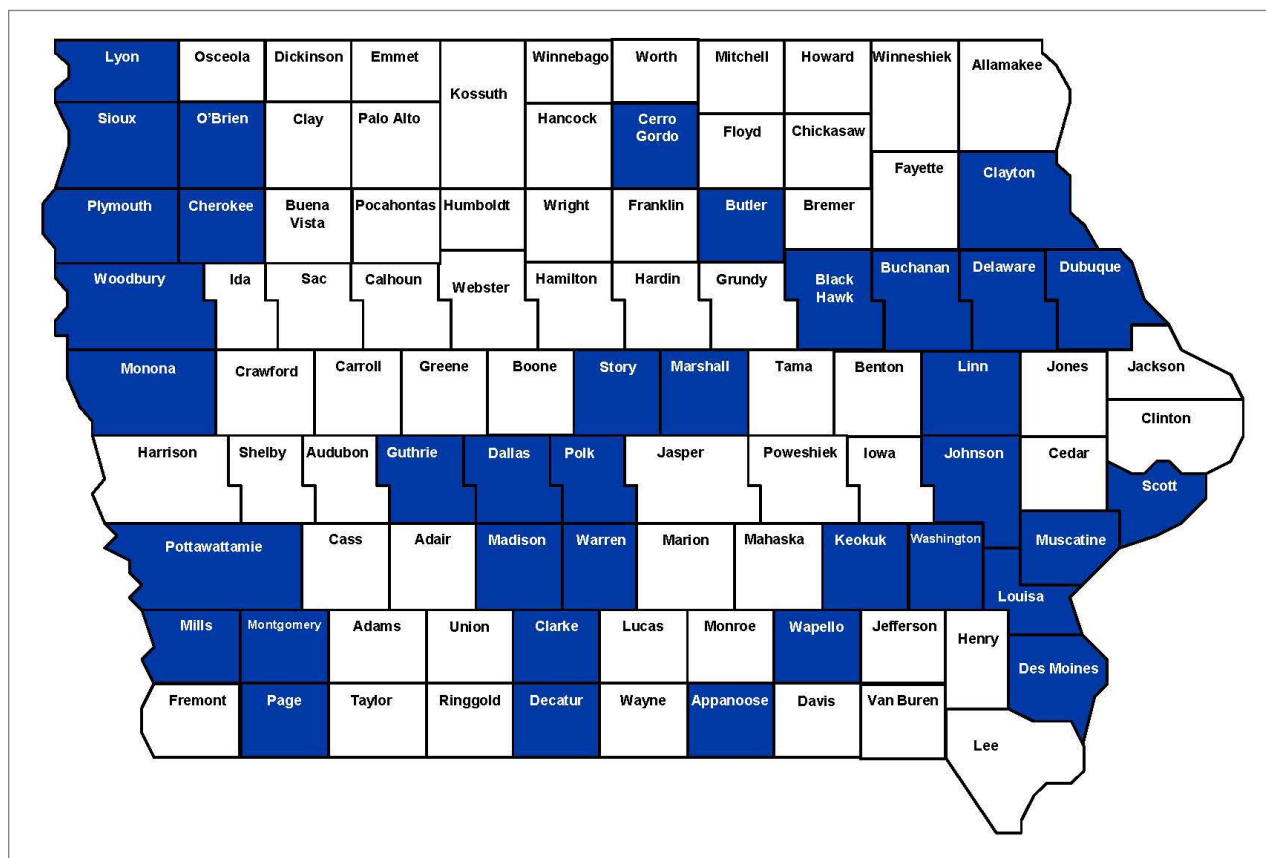 Lyon
Osceola
Dickinson
Emmet
Kossuth
Winnebago
Worth
Mitchell
Howard
Winneshiek
Allamakee
Sioux
O'Brien
Clay
Palo Alto
Hancock
Cerro
Gordo
Floyd
Chickasaw
Fayette
Clayton
Plymouth
Cherokee
Buena
Vista
Pocahontas
Humboldt
Wright
Franklin
Butler
Bremer
Woodbury
Ida
Sac
Calhoun
Webster
Hamilton
Hardin
Grundy
Black
Hawk
Buchanan
Delaware
Dubuque
Monona
Crawford
Carroll
Greene
Boone
Story
Marshall
Tama
Benton
Linn
Jones
Jackson
Clinton
Harrison
Shelby
Audubon
Guthrie
Dallas
Polk
Jasper
Poweshiek
Iowa
Johnson
Cedar
Scott
Pottawattamie
Cass
Adair
Madison
Warren
Marion
Mahaska
Keokuk
Washington
Muscatine
Louisa
Mills
Montgomery
Adams
Union
Clarke
Lucas
Monroe
Wapello
Jefferson
Henry
Des Moines
Fremont
Page
Taylor
Ringgold
Decatur
Wayne
Appanoose
Davis
Van Buren
Lee